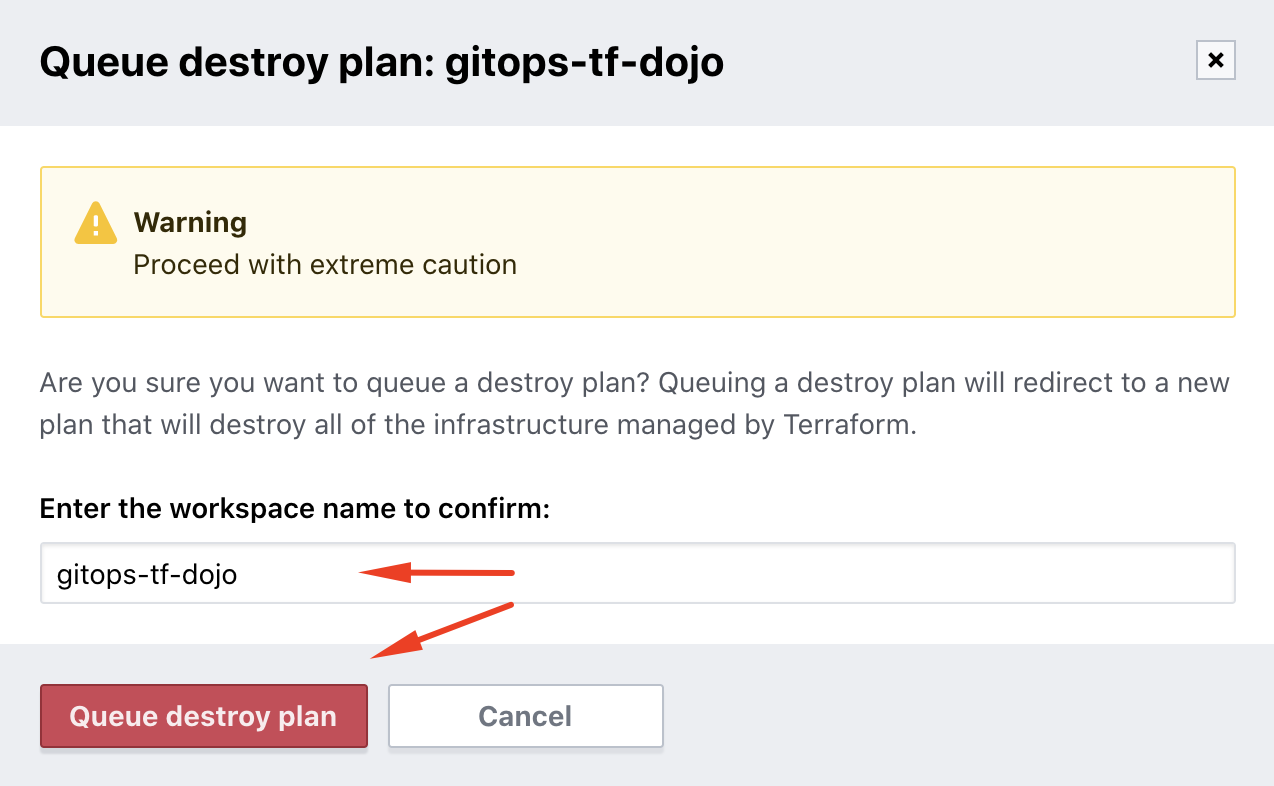 Queue destroy plan: gitops-tf-dojo
Warning
Proceed with extreme caution
Are you sure you want to queue a destroy plan? Queuing a destroy plan will redirect to a new
plan that will destroy all of the infrastructure managed by Terraform.
Enter the workspace name to confirm:
gitops-tf-dojo
Queue destroy plan
Cancel